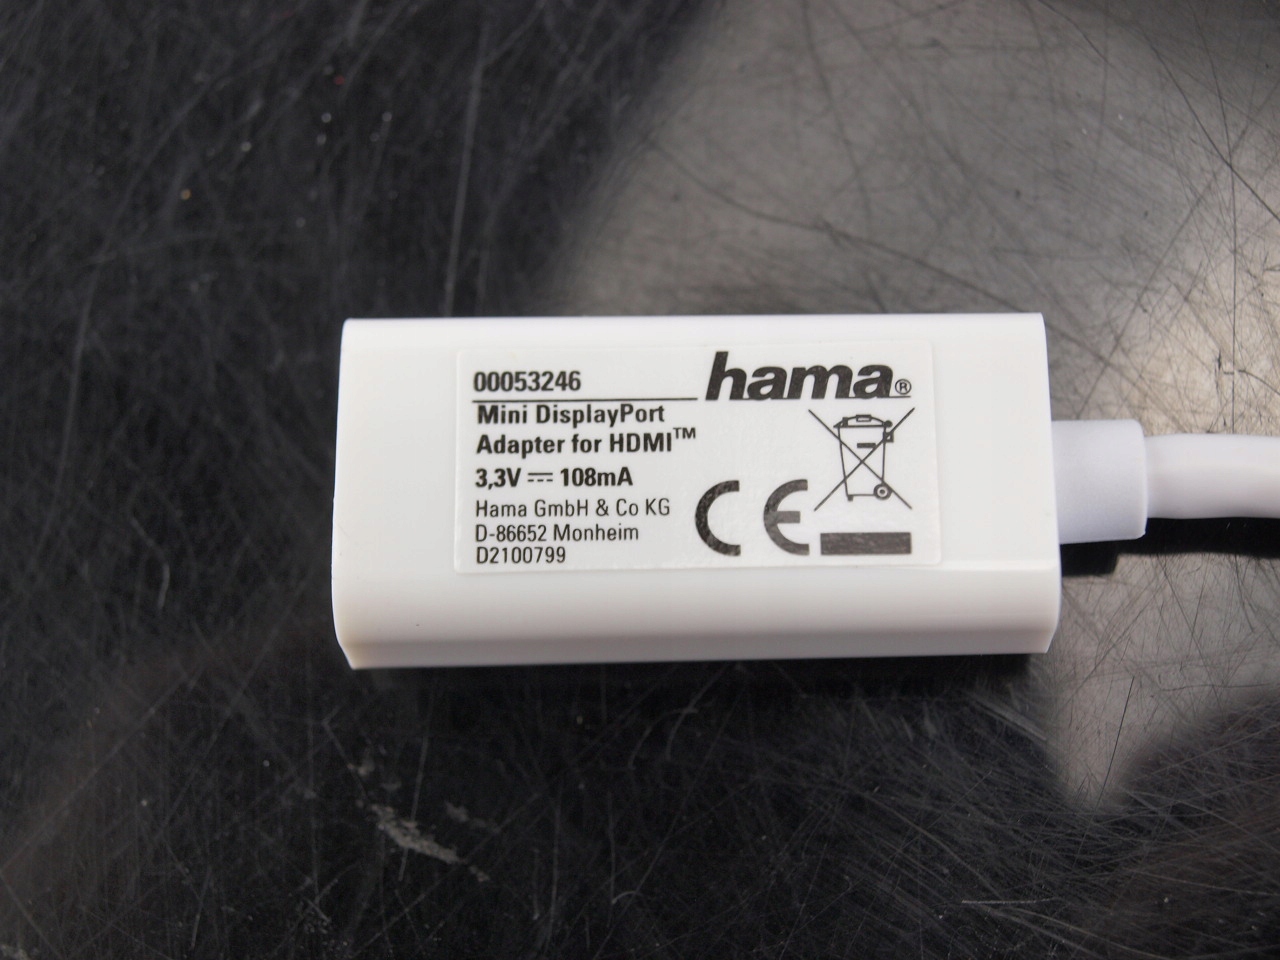 00053246
hama®
Mini DisplayPort
Adapter for HDMI™
3,3V ⎓ 108mA
Hama GmbH & Co KG
D-86652 Monheim
D2100799
CE